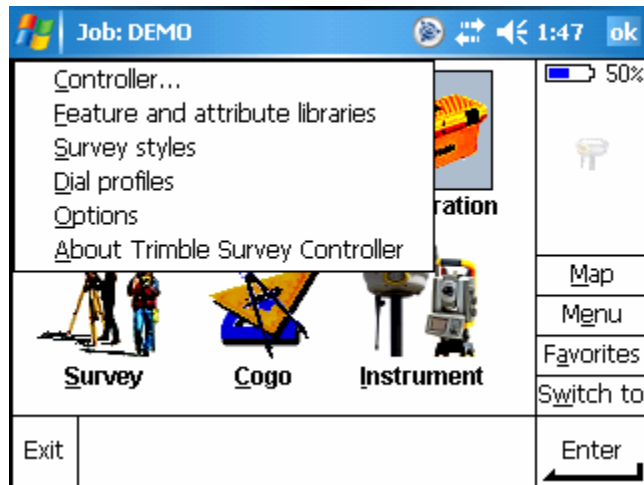 Job: DEMO 1:47 ok
Controller...
Feature and attribute libraries
Survey styles
Dial profiles
Options
About Trimble Survey Controller
ration
Survey Cogo Instrument
50%
Map
Menu
Favorites
Switch to
Exit
Enter